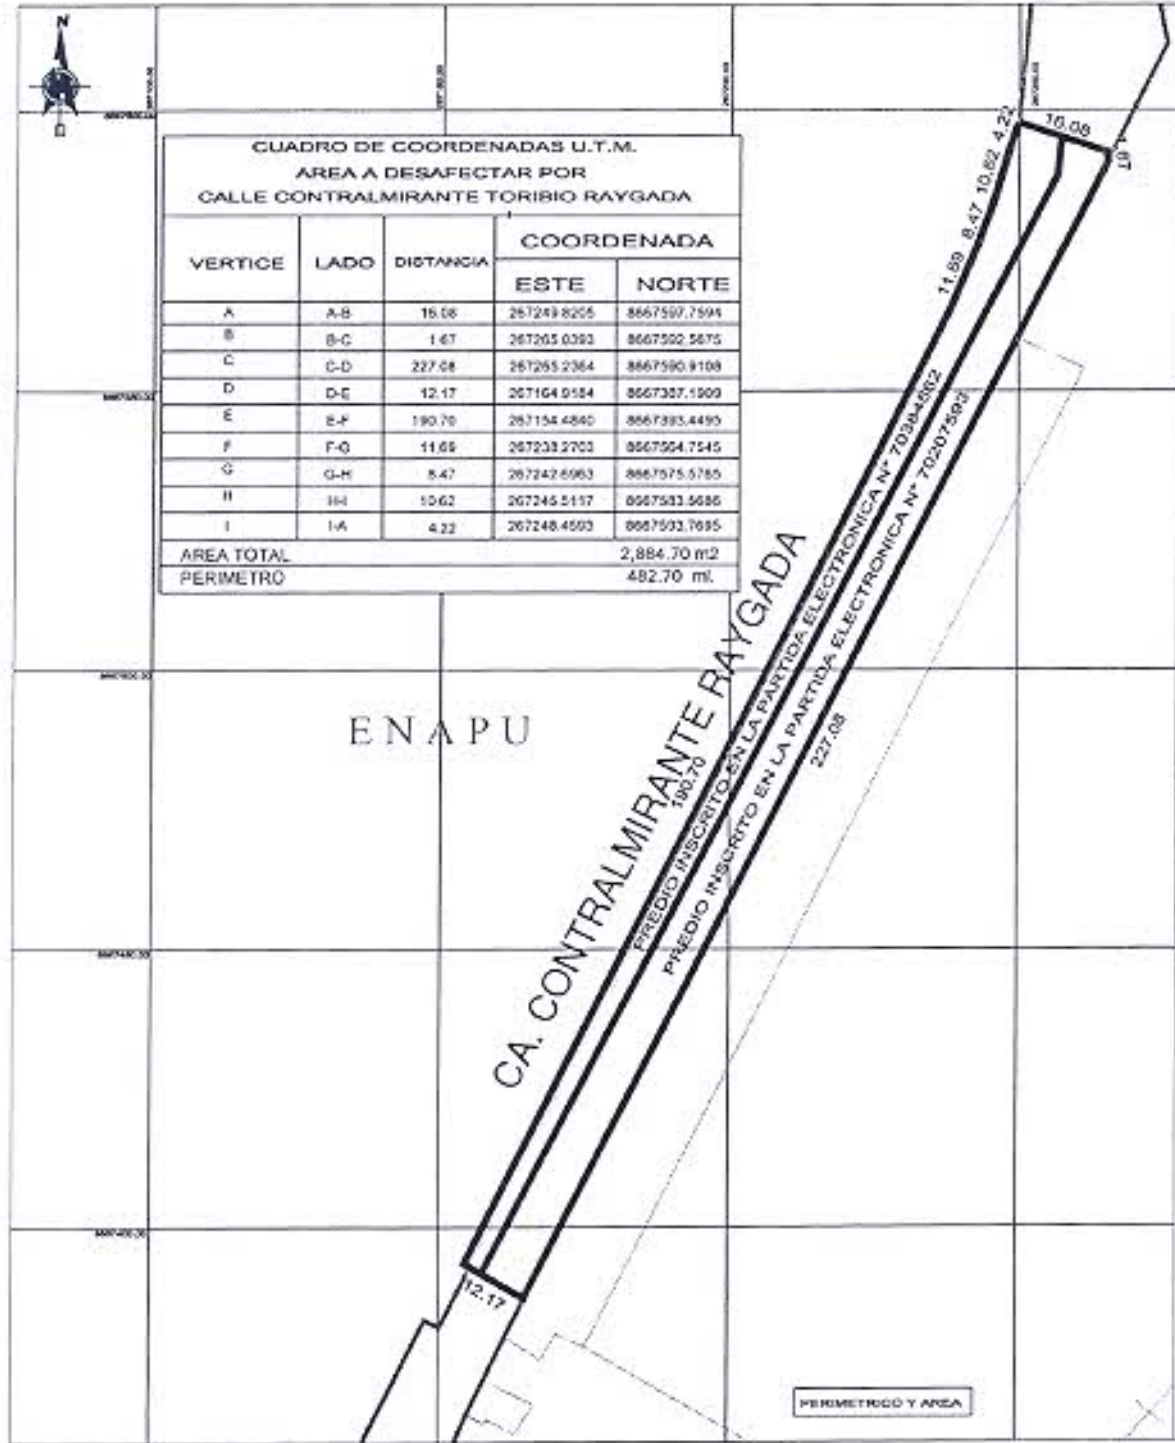 N
CUADRO DE COORDENADAS U.T.M.
AREA A DESAFECTAR POR
CALLE CONTRALMIRANTE TORIBIO RAYGADA
VERTICE LADO DISTANCIA COORDENADA
ESTE NORTE
A A-B 16.08 267249.8205 8667597.7594
B B-C 1.67 267265.0393 8667592.5675
C C-D 227.08 267265.2364 8667590.9108
D D-E 12.17 267164.9184 8667387.1909
E E-F 190.70 267154.4840 8667393.4495
F F-G 11.69 267238.2703 8667564.7545
G G-H 8.47 267242.6963 8667575.5765
H H-I 10.62 267245.5117 8667583.5686
I I-A 4.22 267248.4593 8667593.7695
AREA TOTAL 2,884.70 m2
PERIMETRO 482.70 ml.
16.08
1.67
4.22
10.62
8.47
11.69
ENAPU
CA. CONTRALMIRANTE RAYGADA
190.70
PREDIO INSCRITO EN LA PARTIDA ELECTRONICA N° 70384662
PREDIO INSCRITO EN LA PARTIDA ELECTRONICA N° 70207593
227.08
12.17
PERIMETRICO Y AREA